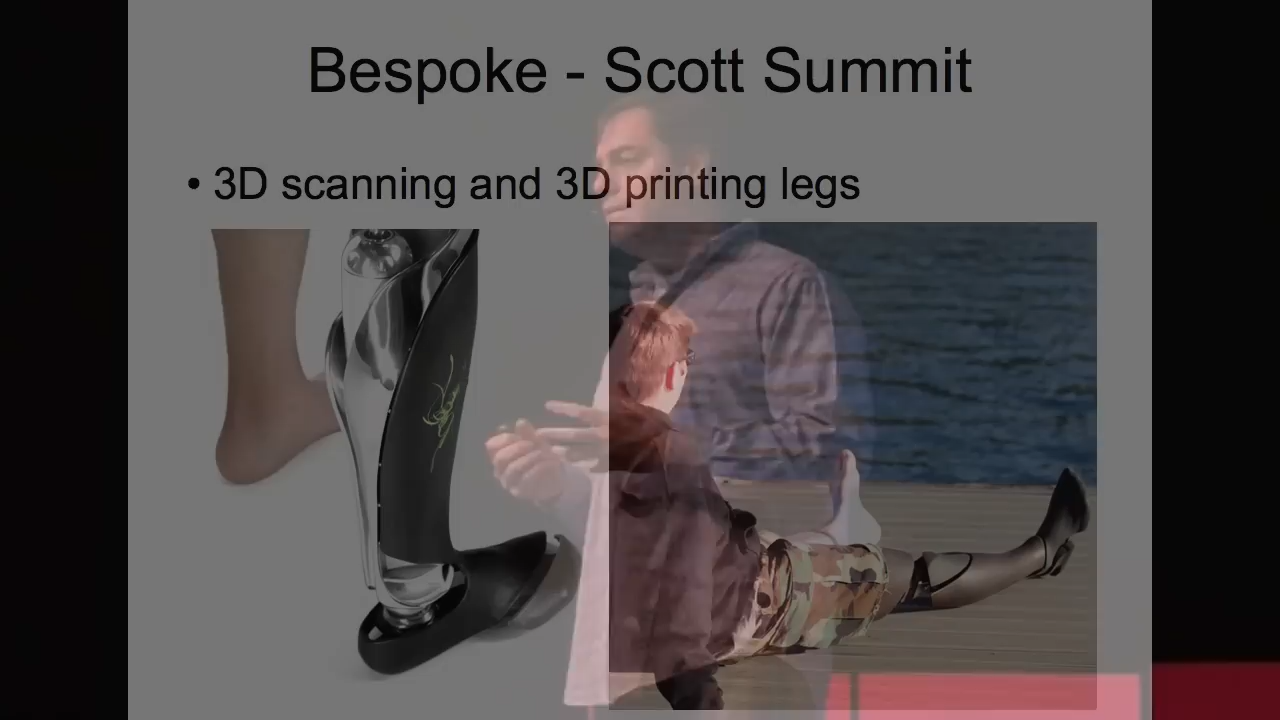 Bespoke - Scott Summit
• 3D scanning and 3D printing legs